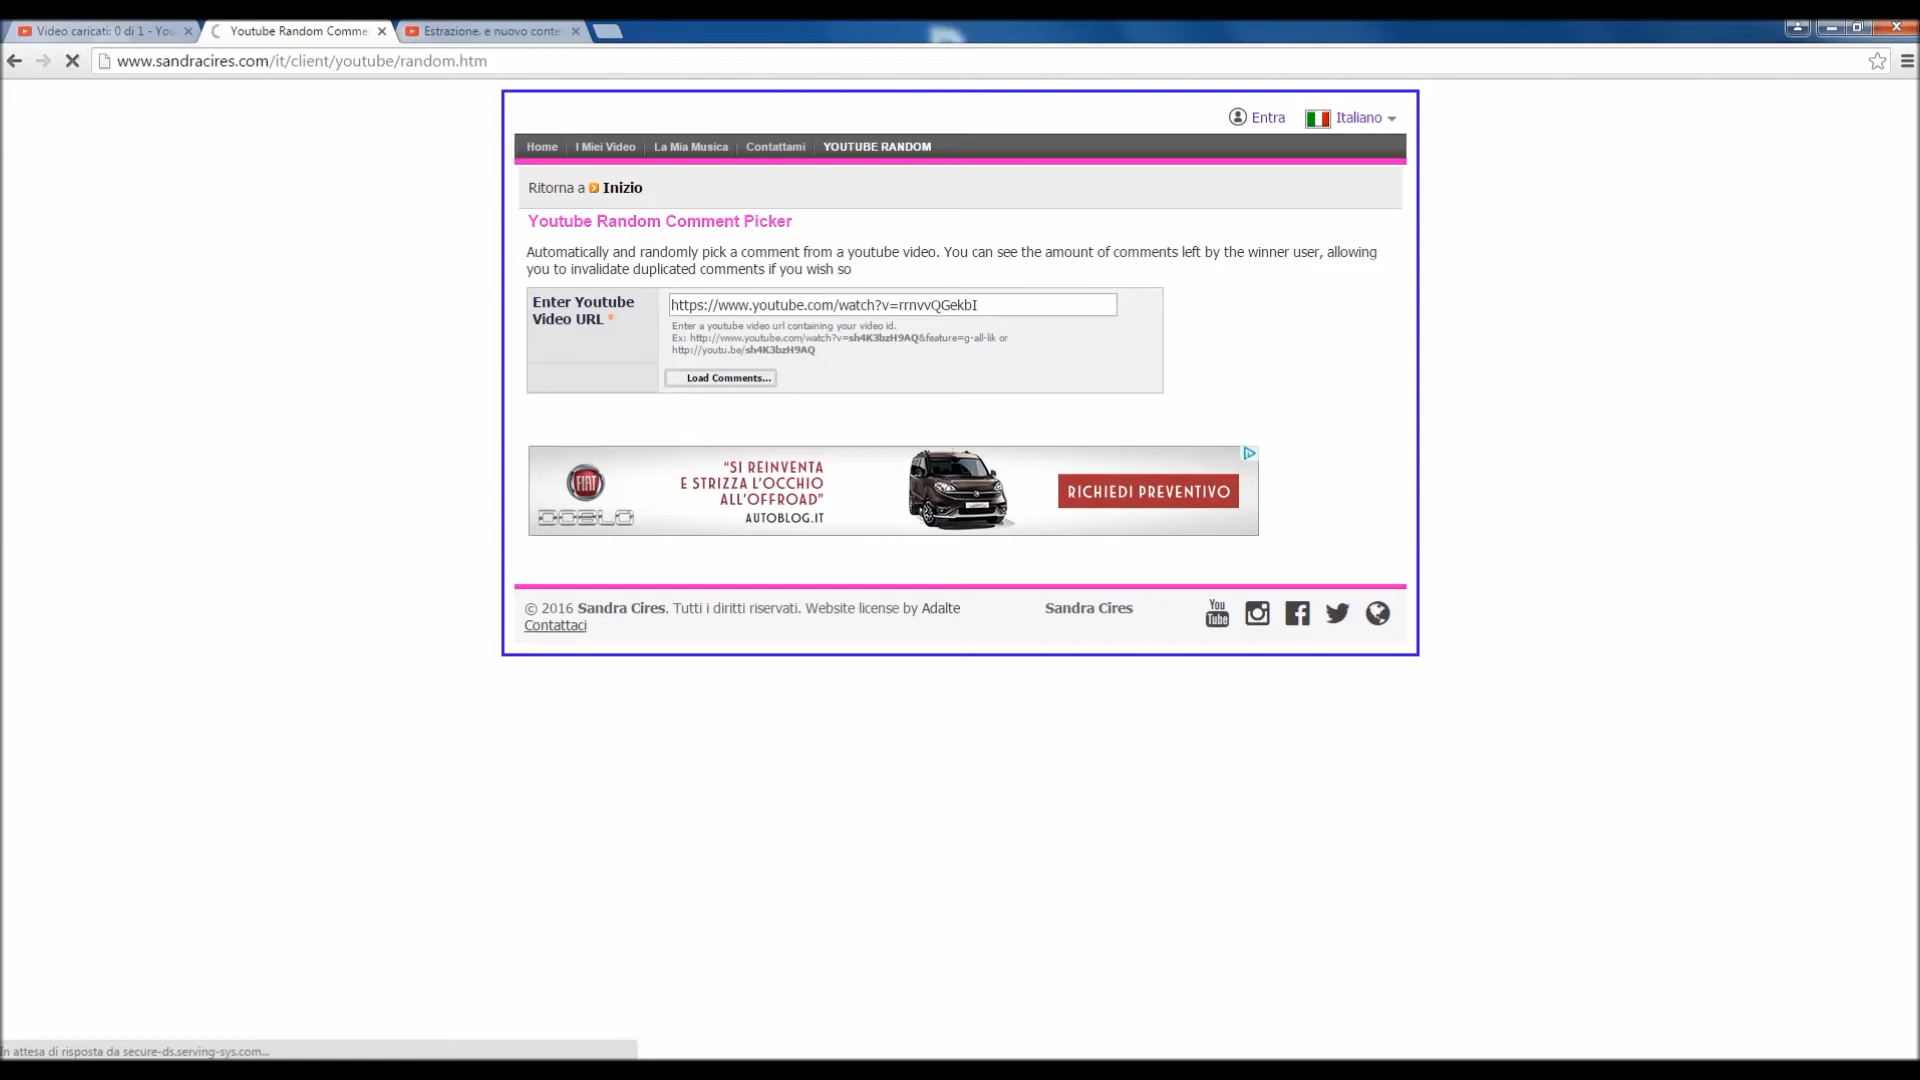 Video caricati: 0 di 1 - You
Youtube Random Comme
Estrazione. e nuovo conte
www.sandracires.com/it/client/youtube/random.htm
Entra
Italiano
Home
I Miei Video
La Mia Musica
Contattami
YOUTUBE RANDOM
Ritorna a Inizio
Youtube Random Comment Picker
Automatically and randomly pick a comment from a youtube video. You can see the amount of comments left by the winner user, allowing
you to invalidate duplicated comments if you wish so
Enter Youtube
Video URL *
https://www.youtube.com/watch?v=rrnvvQGekbI
Enter a youtube video url containing your video id.
Ex: http://www.youtube.com/watch?v=sh4K3bzH9AQ&feature=g-all-lik or
http://youtu.be/sh4K3bzH9AQ
Load Comments...
FIAT
DOBLÒ
"SI REINVENTA
E STRIZZA L'OCCHIO
ALL'OFFROAD"
AUTOBLOG.IT
RICHIEDI PREVENTIVO
© 2016 Sandra Cires. Tutti i diritti riservati. Website license by Adalte
Contattaci
Sandra Cires
You
Tube
In attesa di risposta da secure-ds.serving-sys.com...